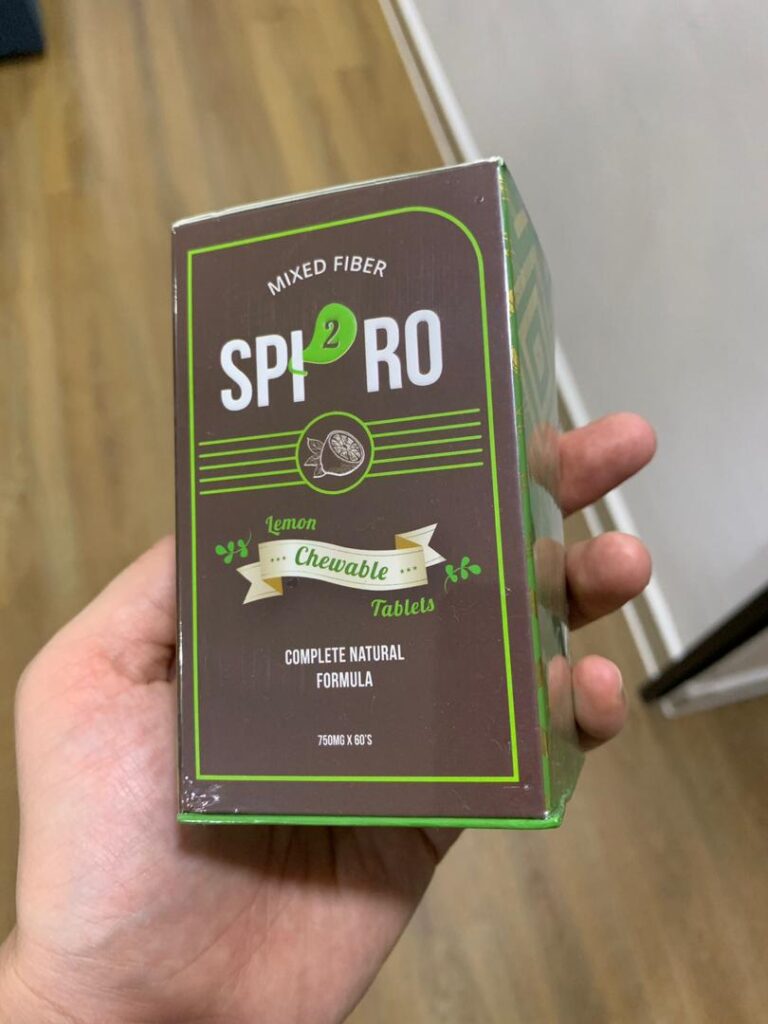 MIXED FIBER
SPI2RO
Lemon
Chewable
Tablets
COMPLETE NATURAL
FORMULA
750MG X 60'S